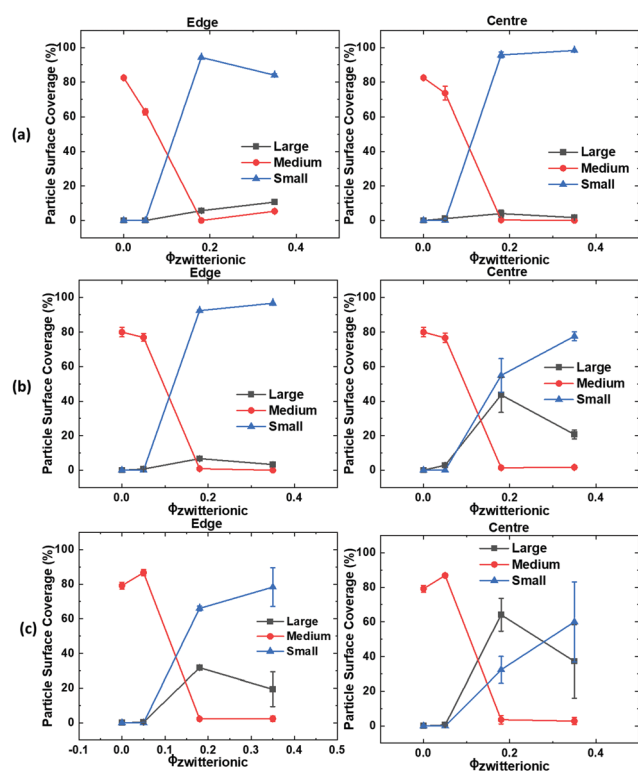 Edge
Centre
(a)
Particle Surface Coverage (%)
100
80
60
40
20
0
Large
Medium
Small
0.0
0.2
0.4
ϕzwitterionic
Particle Surface Coverage (%)
100
80
60
40
20
0
Large
Medium
Small
0.0
0.2
0.4
ϕzwitterionic
Edge
Centre
(b)
Particle Surface Coverage (%)
100
80
60
40
20
0
Large
Medium
Small
0.0
0.2
0.4
ϕzwitterionic
Particle Surface Coverage (%)
100
80
60
40
20
0
Large
Medium
Small
0.0
0.2
0.4
ϕzwitterionic
Edge
Centre
(c)
Particle Surface Coverage (%)
100
80
60
40
20
0
Large
Medium
Small
-0.1
0.0
0.1
0.2
0.3
0.4
0.5
ϕzwitterionic
Particle Surface Coverage (%)
100
80
60
40
20
0
Large
Medium
Small
0.0
0.2
0.4
ϕzwitterionic